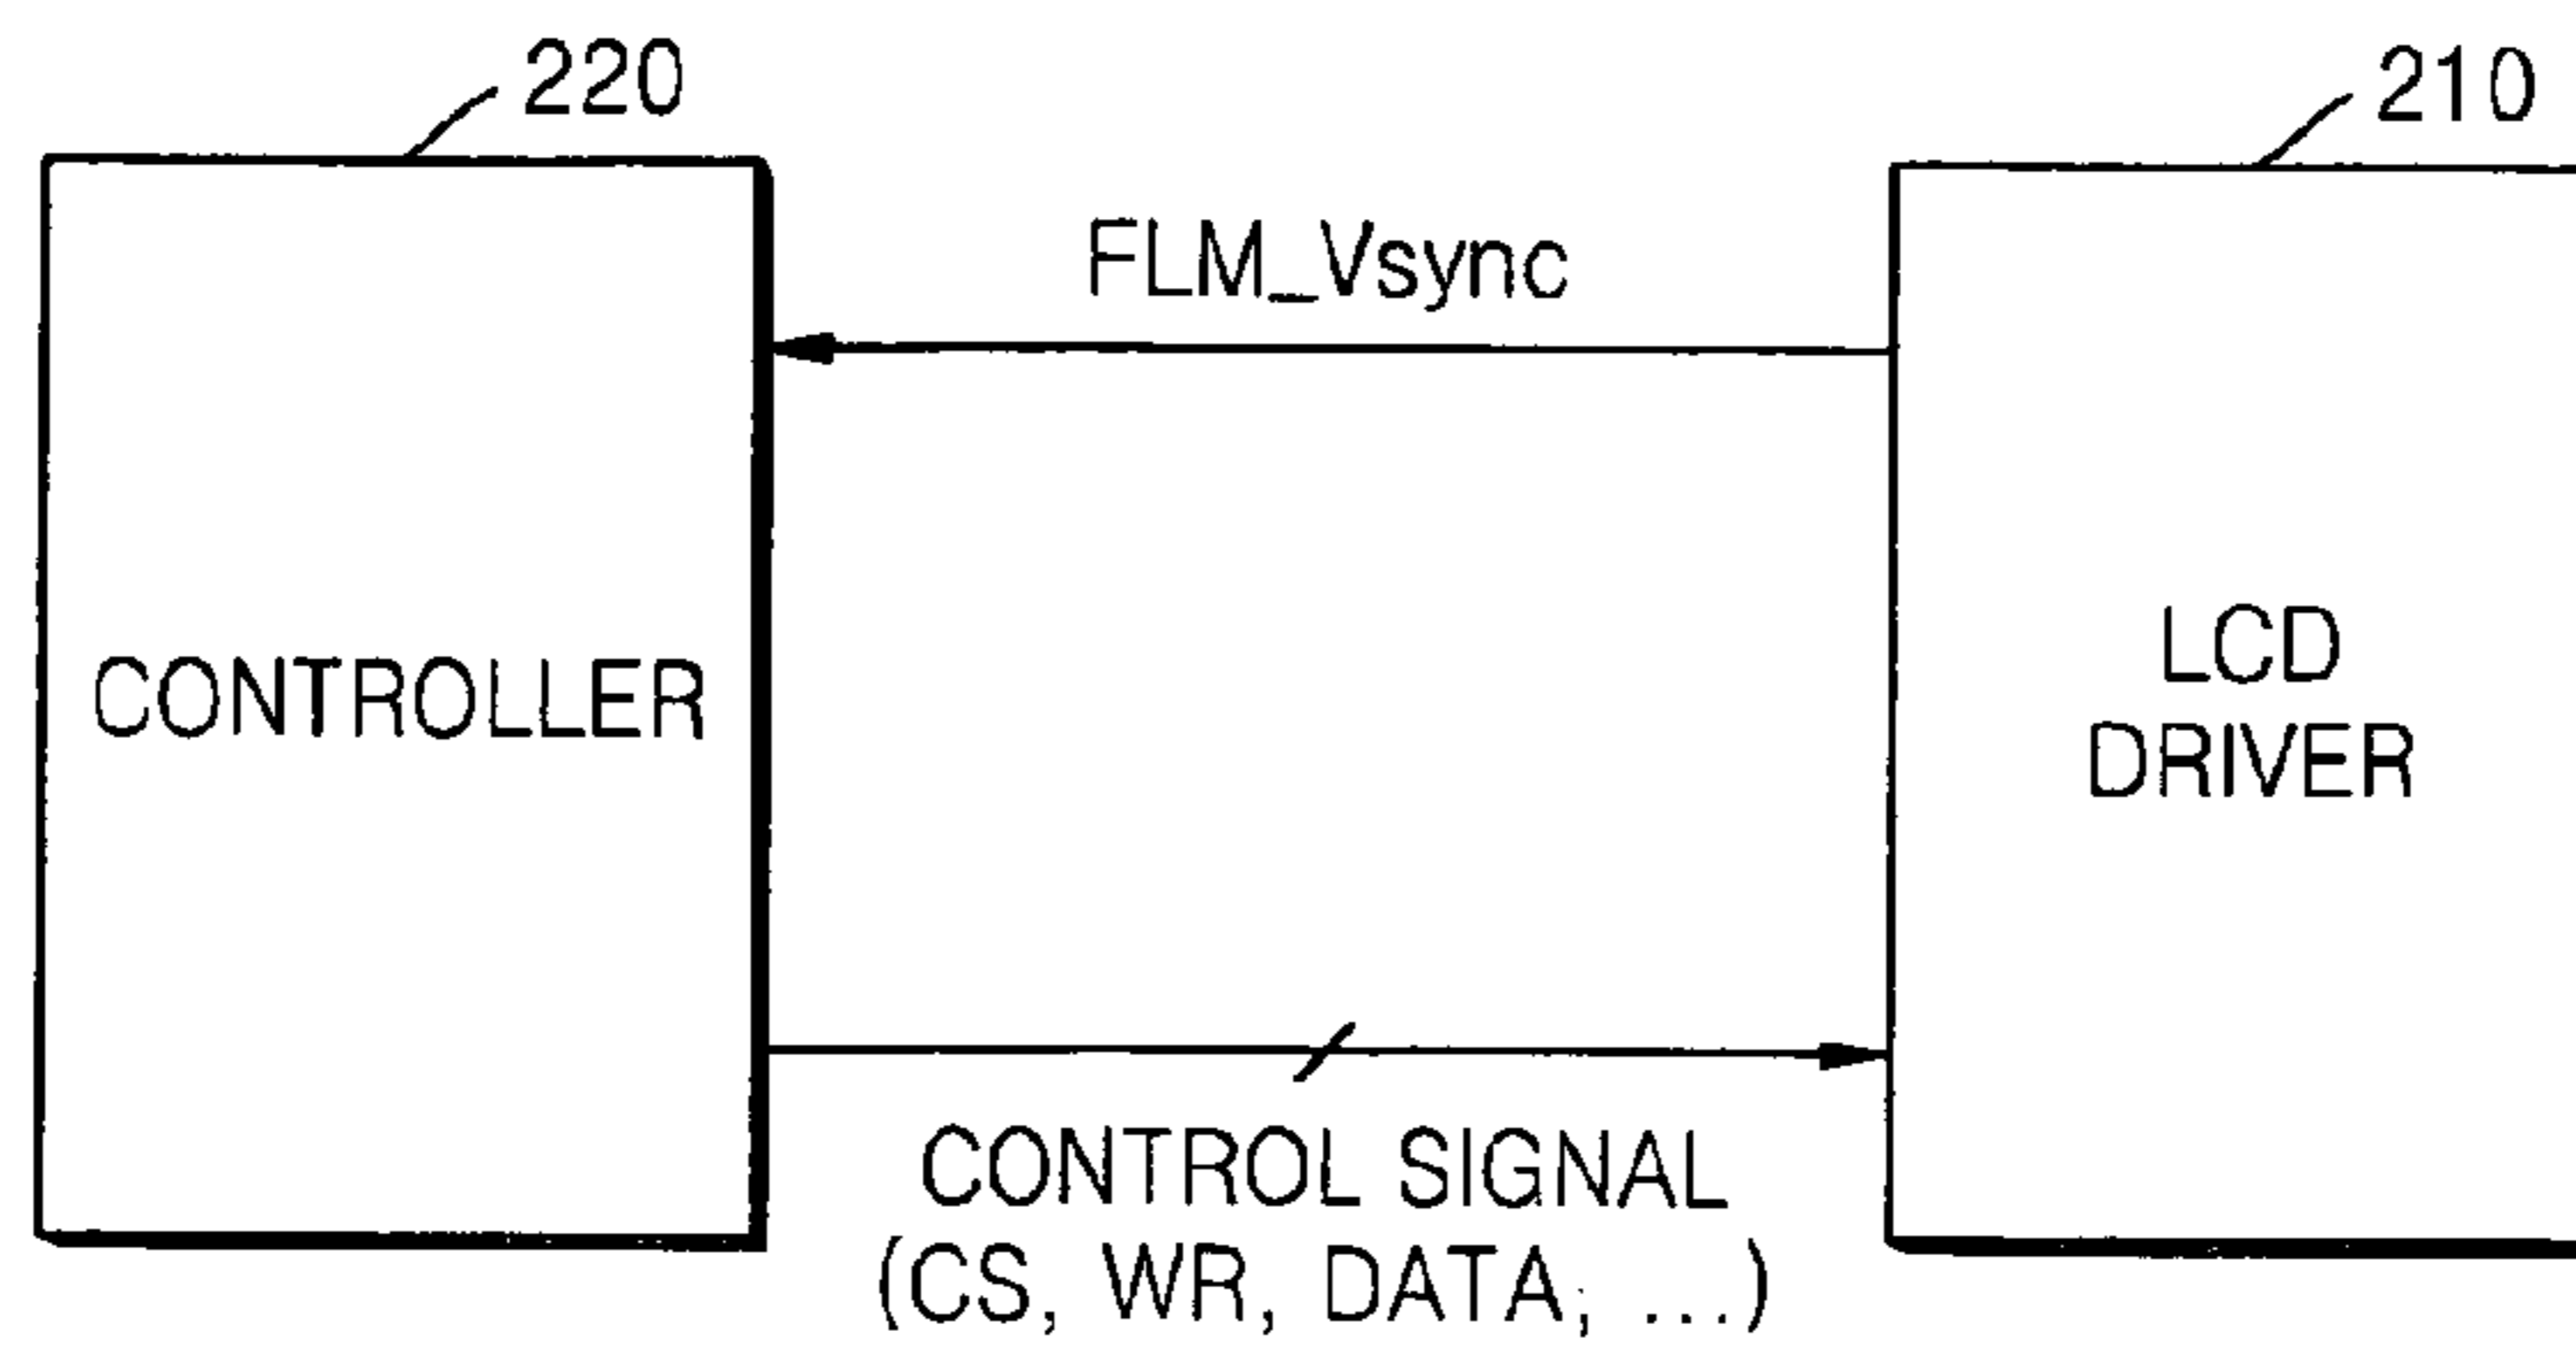 220
210
FLM_Vsync
CONTROLLER
LCD
DRIVER
CONTROL SIGNAL
(CS, WR, DATA, ...)